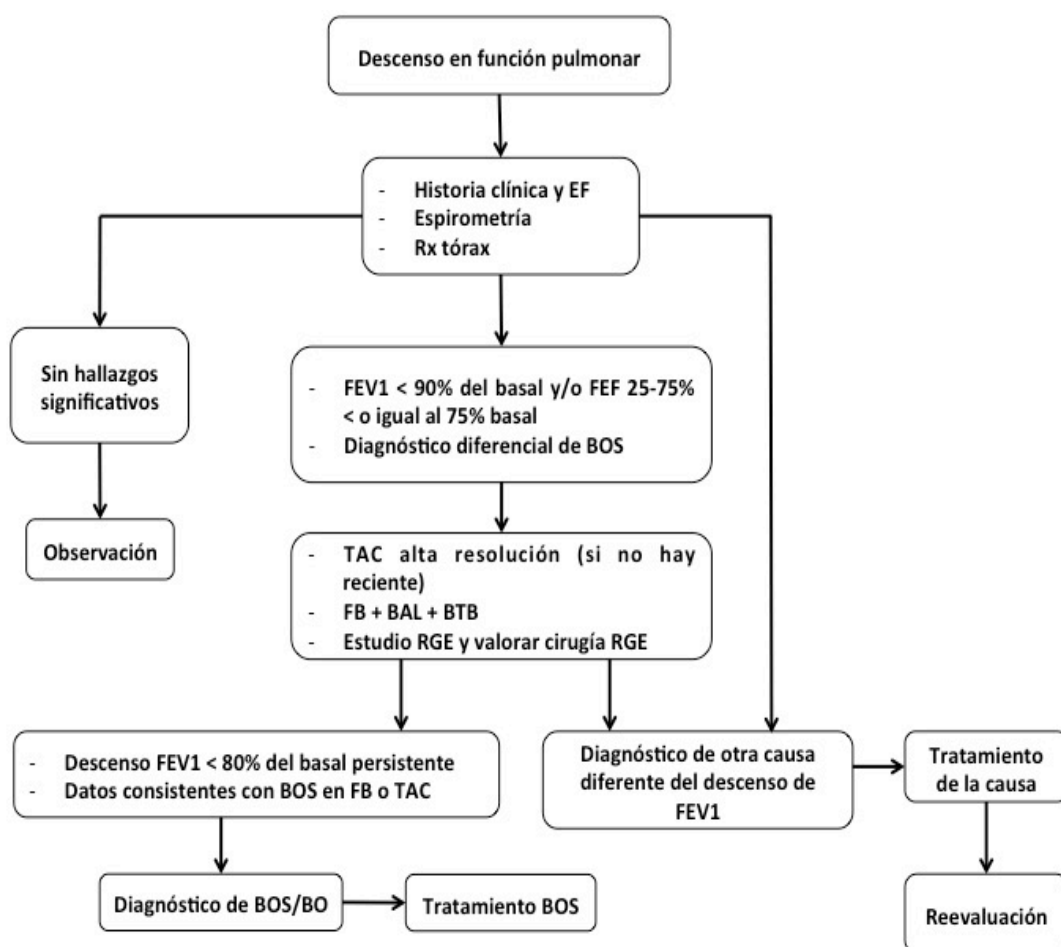 Descenso en función pulmonar
- Historia clínica y EF
- Espirometría
- Rx tórax
Sin hallazgos
significativos
- FEV1 < 90% del basal y/o FEF 25-75%
< o igual al 75% basal
- Diagnóstico diferencial de BOS
Observación
- TAC alta resolución (si no hay
reciente)
- FB + BAL + BTB
- Estudio RGE y valorar cirugía RGE
- Descenso FEV1 < 80% del basal persistente
- Datos consistentes con BOS en FB o TAC
Diagnóstico de otra causa
diferente del descenso de
FEV1
Tratamiento
de la causa
Diagnóstico de BOS/BO
Tratamiento BOS
Reevaluación